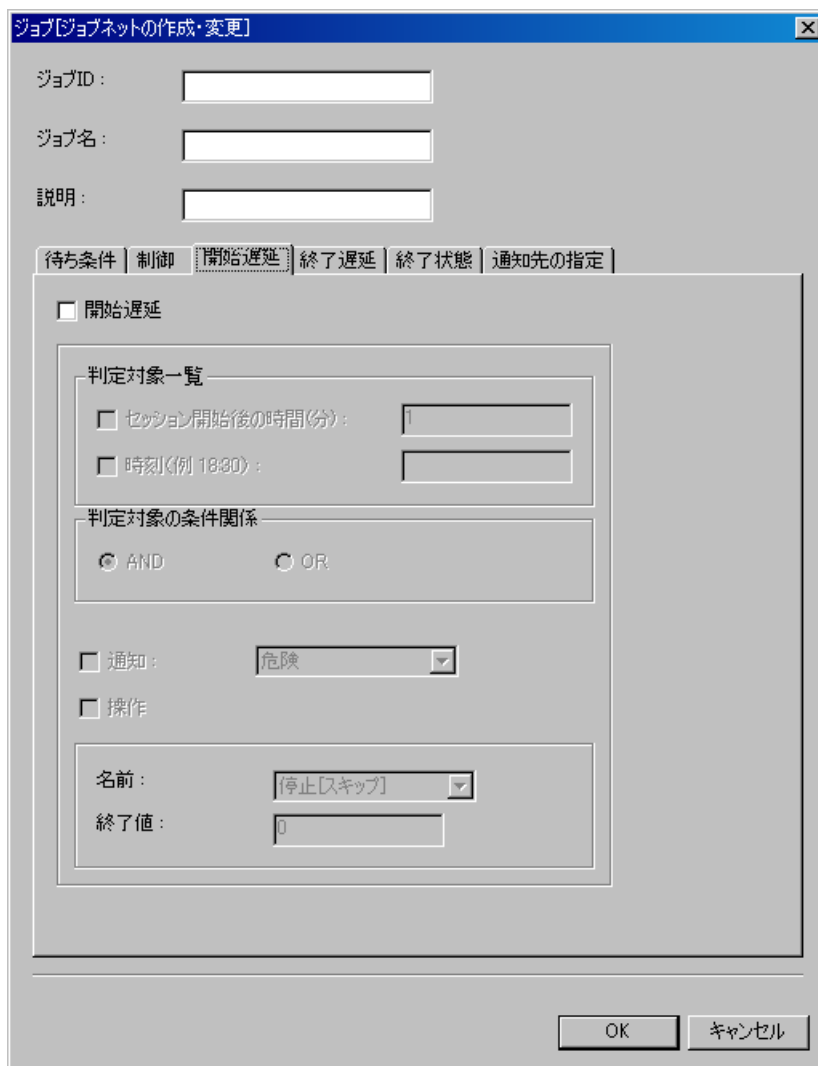 ジョブ[ジョブネットの作成・変更]
ジョブID：
ジョブ名：
説明：
待ち条件 制御 開始遅延 終了遅延 終了状態 通知先の指定
開始遅延
判定対象一覧
セッション開始後の時間(分)： 1
時刻(例 18:30)：
判定対象の条件関係
AND OR
通知： 危険
操作
名前： 停止[スキップ]
終了値： 0
OK キャンセル